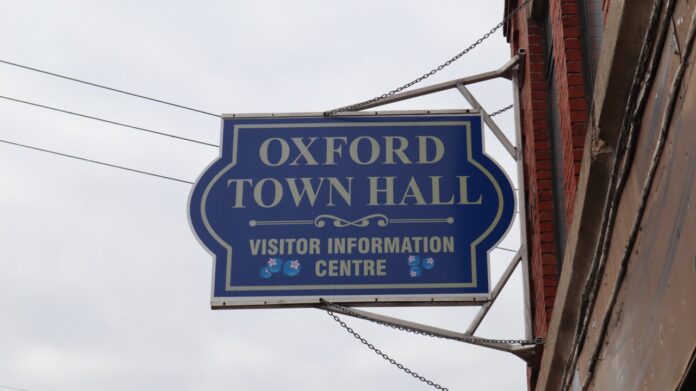 OXFORD
TOWN HALL
VISITOR INFORMATION
CENTRE